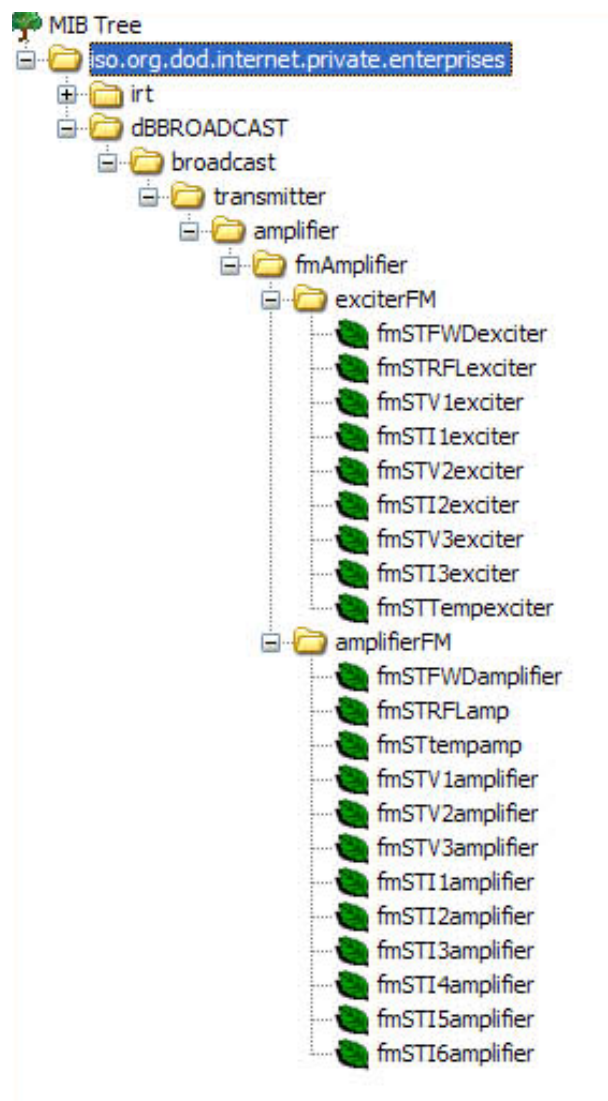 MIB Tree
iso.org.dod.internet.private.enterprises
irt
dBBROADCAST
broadcast
transmitter
amplifier
fmAmplifier
exciterFM
fmSTFWDexciter
fmSTRFLexciter
fmSTV1exciter
fmSTI1exciter
fmSTV2exciter
fmSTI2exciter
fmSTV3exciter
fmSTI3exciter
fmSTTempexciter
amplifierFM
fmSTFWDamplifier
fmSTRFLamp
fmSTtempamp
fmSTV1amplifier
fmSTV2amplifier
fmSTV3amplifier
fmSTI1amplifier
fmSTI2amplifier
fmSTI3amplifier
fmSTI4amplifier
fmSTI5amplifier
fmSTI6amplifier